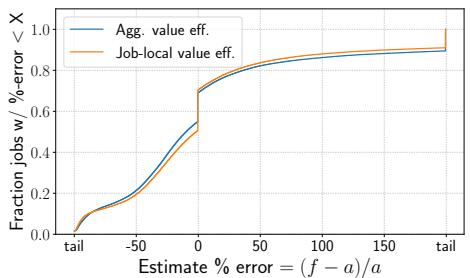 Fraction jobs w/ %-error < X
1.0
0.8
0.6
0.4
0.2
0.0
Agg. value eff.
Job-local value eff.
tail -50 0 50 100 150 tail
Estimate % error = (f − a)/a